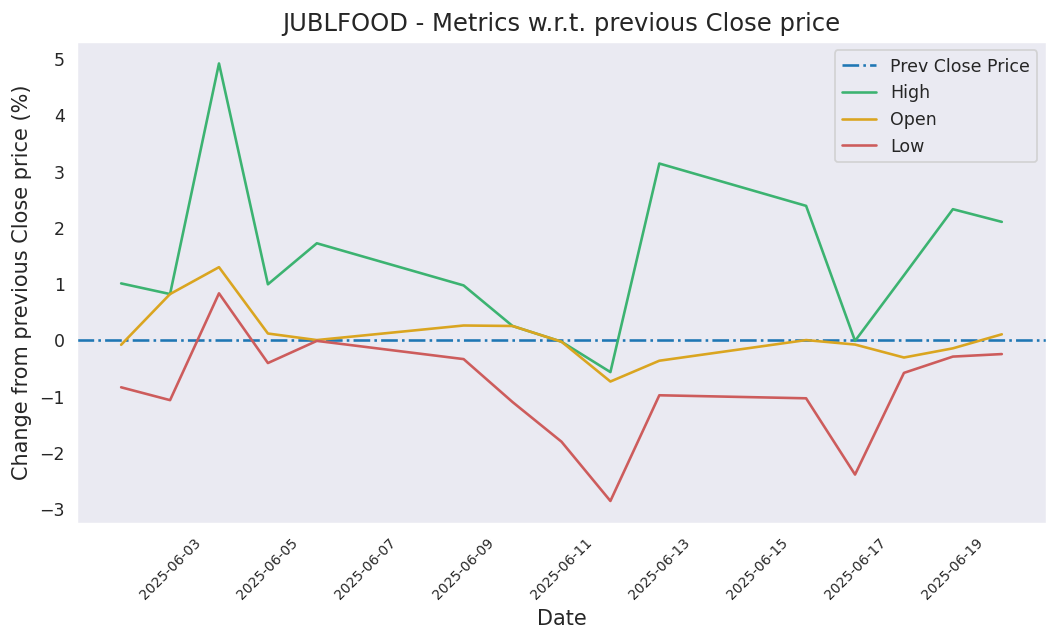 JUBLFOOD - Metrics w.r.t. previous Close price
Change from previous Close price (%)
5
4
3
2
1
0
−1
−2
−3
Prev Close Price
High
Open
Low
2025-06-03
2025-06-05
2025-06-07
2025-06-09
2025-06-11
2025-06-13
2025-06-15
2025-06-17
2025-06-19
Date